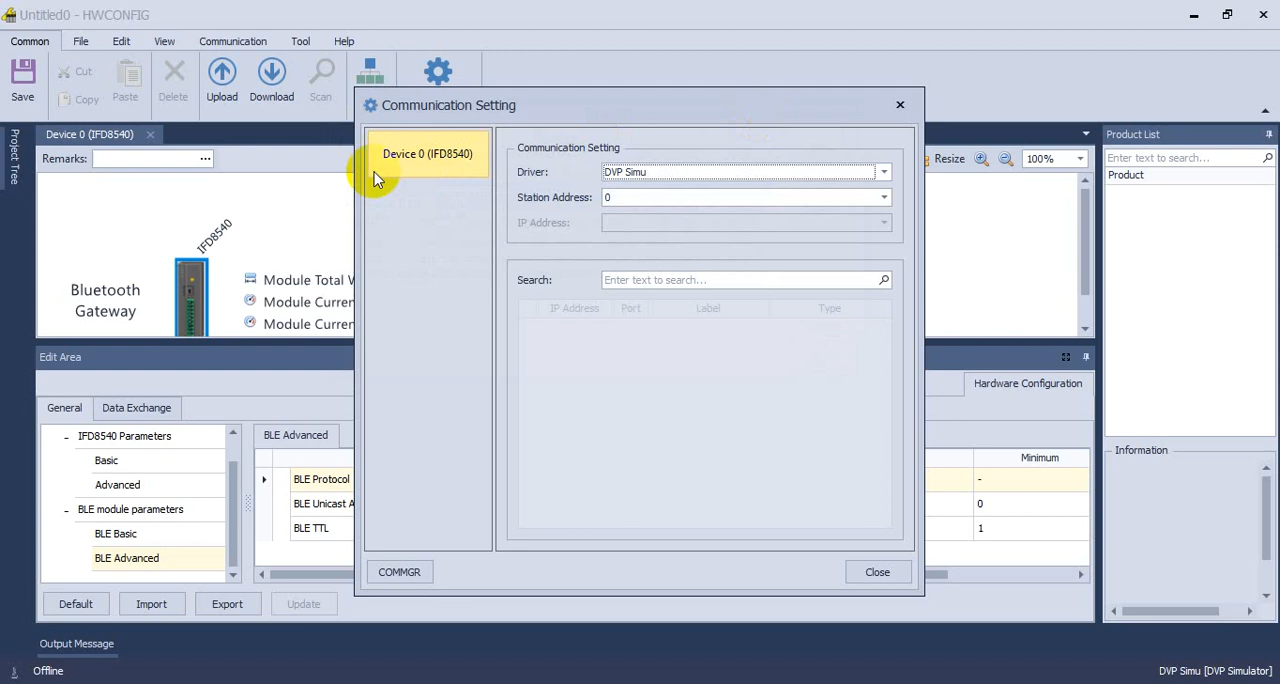 Untitled0 - HWCONFIG
Common File Edit View Communication Tool Help
Save Cut Copy Paste Delete Upload Download Scan
Communication Setting
Device 0 (IFD8540)
Remarks: ...
Resize 100%
IFD8540
Bluetooth
Gateway
Module Total
Module Curren
Module Curren
Device 0 (IFD8540)
Communication Setting
Driver: DVP Simu
Station Address: 0
IP Address:
Search: Enter text to search...
IP Address Port Label Type
COMMGR Close
Project Tree
Product List
Enter text to search...
Product
Information
Edit Area
Hardware Configuration
General Data Exchange
IFD8540 Parameters
Basic
Advanced
BLE module parameters
BLE Basic
BLE Advanced
BLE Advanced
Minimum
BLE Protocol -
BLE Unicast A 0
BLE TTL 1
Default Import Export Update
Output Message
Offline
DVP Simu [DVP Simulator]